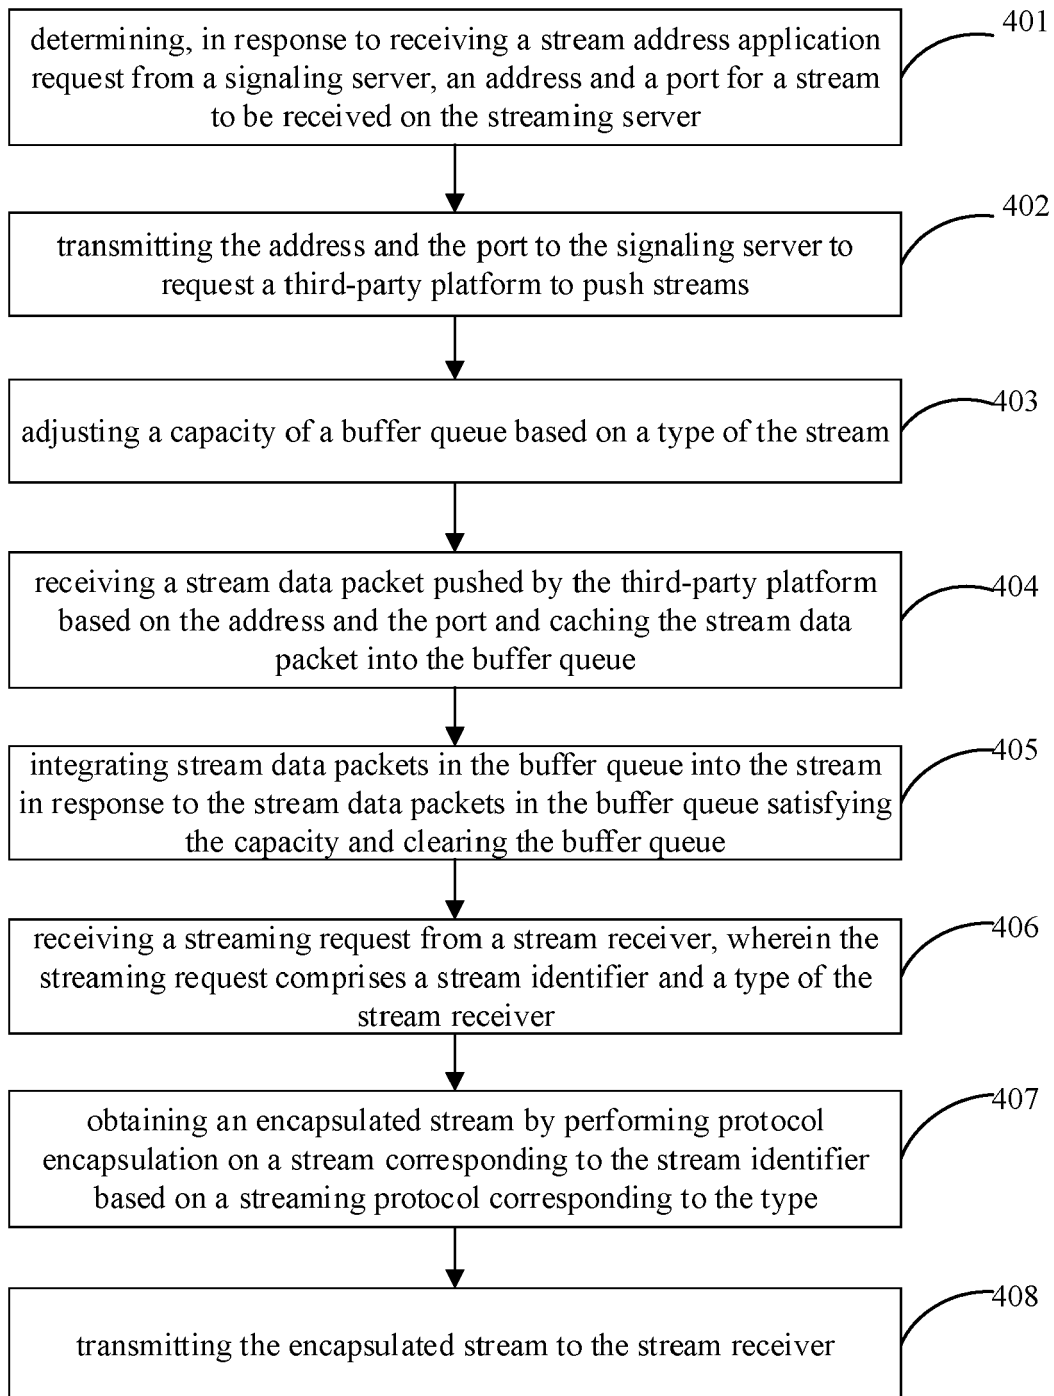 determining, in response to receiving a stream address application
request from a signaling server, an address and a port for a stream
to be received on the streaming server
401
transmitting the address and the port to the signaling server to
request a third-party platform to push streams
402
adjusting a capacity of a buffer queue based on a type of the stream
403
receiving a stream data packet pushed by the third-party platform
based on the address and the port and caching the stream data
packet into the buffer queue
404
integrating stream data packets in the buffer queue into the stream
in response to the stream data packets in the buffer queue satisfying
the capacity and clearing the buffer queue
405
receiving a streaming request from a stream receiver, wherein the
streaming request comprises a stream identifier and a type of the
stream receiver
406
obtaining an encapsulated stream by performing protocol
encapsulation on a stream corresponding to the stream identifier
based on a streaming protocol corresponding to the type
407
transmitting the encapsulated stream to the stream receiver
408